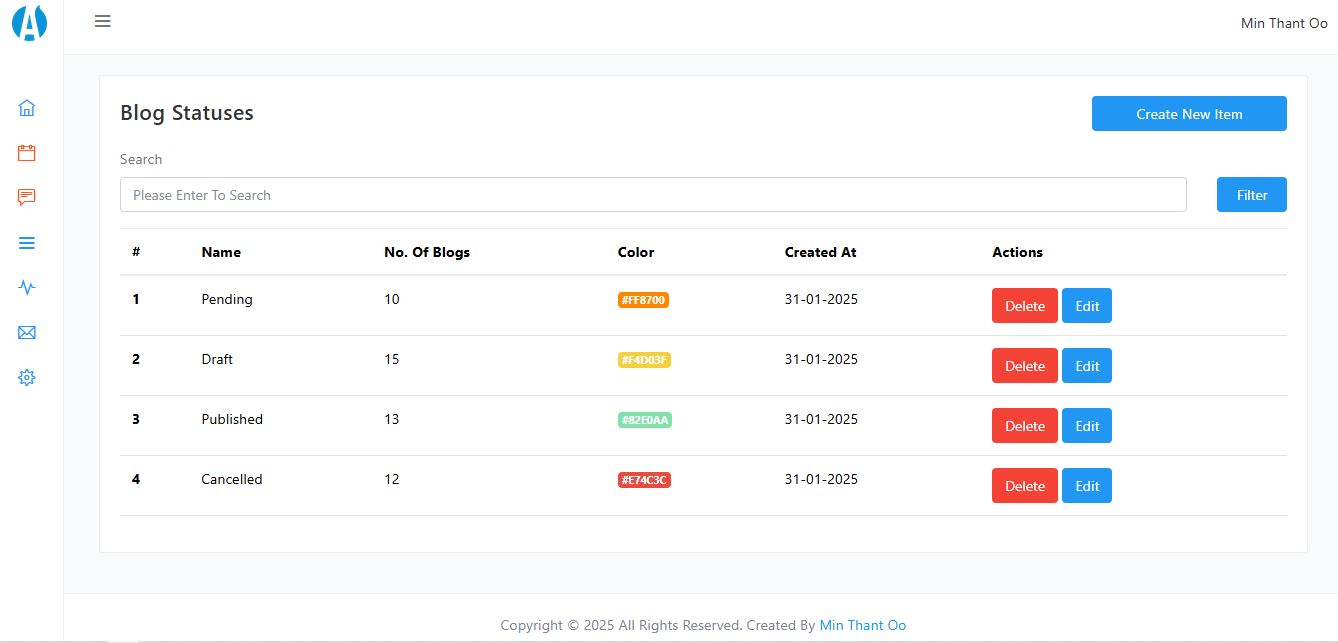 Min Thant Oo
Blog Statuses
Create New Item
Search
Please Enter To Search
Filter
# Name No. Of Blogs Color Created At Actions
1 Pending 10 #FF8700 31-01-2025 Delete Edit
2 Draft 15 #F4D03F 31-01-2025 Delete Edit
3 Published 13 #82E0AA 31-01-2025 Delete Edit
4 Cancelled 12 #E74C3C 31-01-2025 Delete Edit
Copyright © 2025 All Rights Reserved. Created By Min Thant Oo